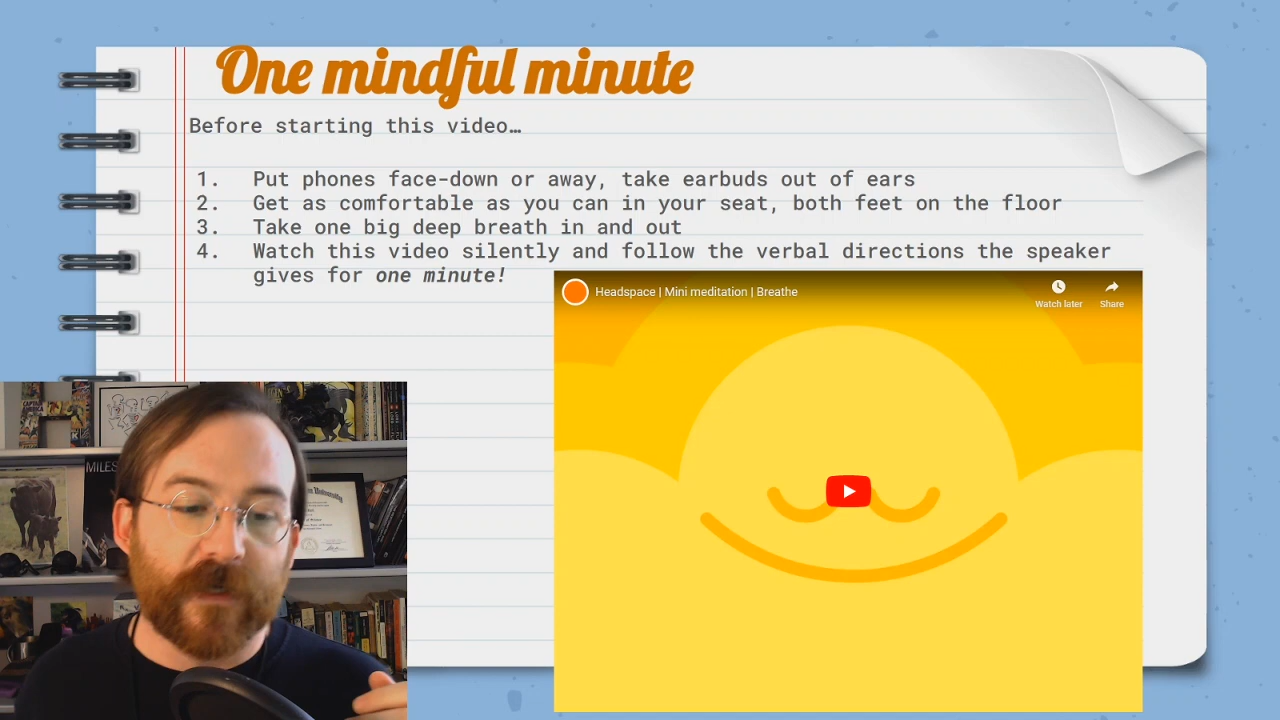 One mindful minute
Before starting this video…
1. Put phones face-down or away, take earbuds out of ears
2. Get as comfortable as you can in your seat, both feet on the floor
3. Take one big deep breath in and out
4. Watch this video silently and follow the verbal directions the speaker
gives for one minute!
Headspace | Mini meditation | Breathe
Watch later
Share
MILES